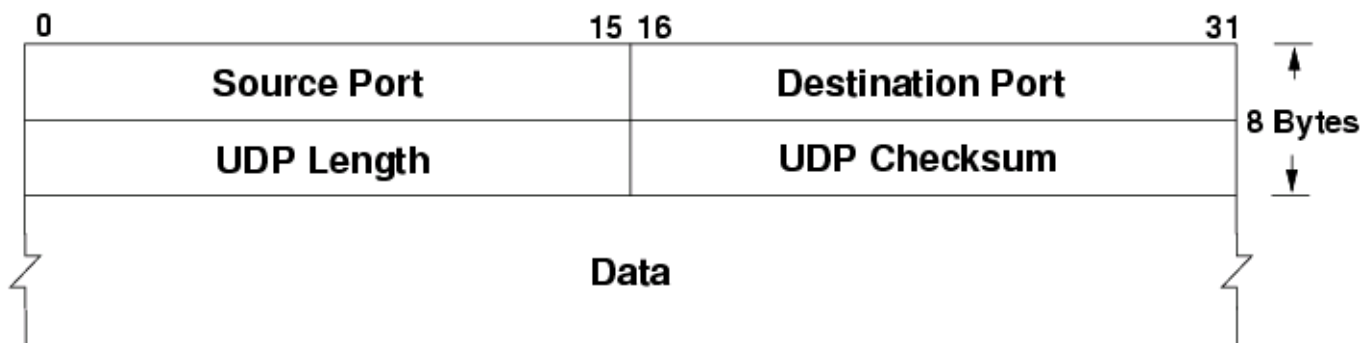 0 15 16 31
Source Port Destination Port
8 Bytes
UDP Length UDP Checksum
Data